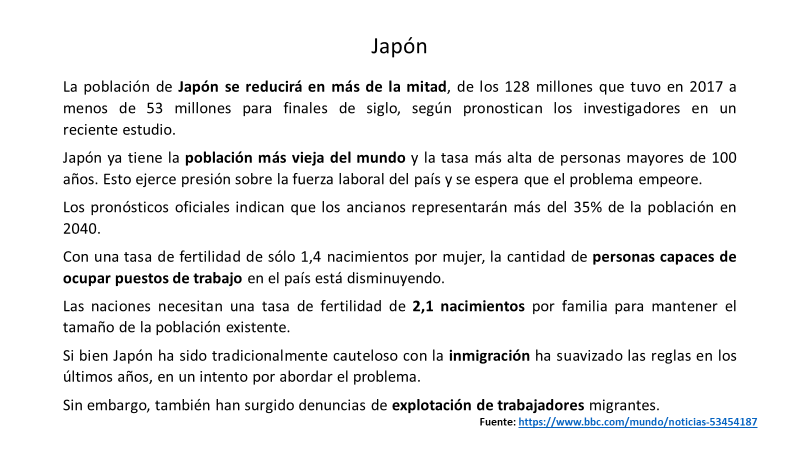 Japón
La población de Japón se reducirá en más de la mitad, de los 128 millones que tuvo en 2017 a
menos de 53 millones para finales de siglo, según pronostican los investigadores en un
reciente estudio.
Japón ya tiene la población más vieja del mundo y la tasa más alta de personas mayores de 100
años. Esto ejerce presión sobre la fuerza laboral del país y se espera que el problema empeore.
Los pronósticos oficiales indican que los ancianos representarán más del 35% de la población en
2040.
Con una tasa de fertilidad de sólo 1,4 nacimientos por mujer, la cantidad de personas capaces de
ocupar puestos de trabajo en el país está disminuyendo.
Las naciones necesitan una tasa de fertilidad de 2,1 nacimientos por familia para mantener el
tamaño de la población existente.
Si bien Japón ha sido tradicionalmente cauteloso con la inmigración ha suavizado las reglas en los
últimos años, en un intento por abordar el problema.
Sin embargo, también han surgido denuncias de explotación de trabajadores migrantes.
Fuente: https://www.bbc.com/mundo/noticias-53454187